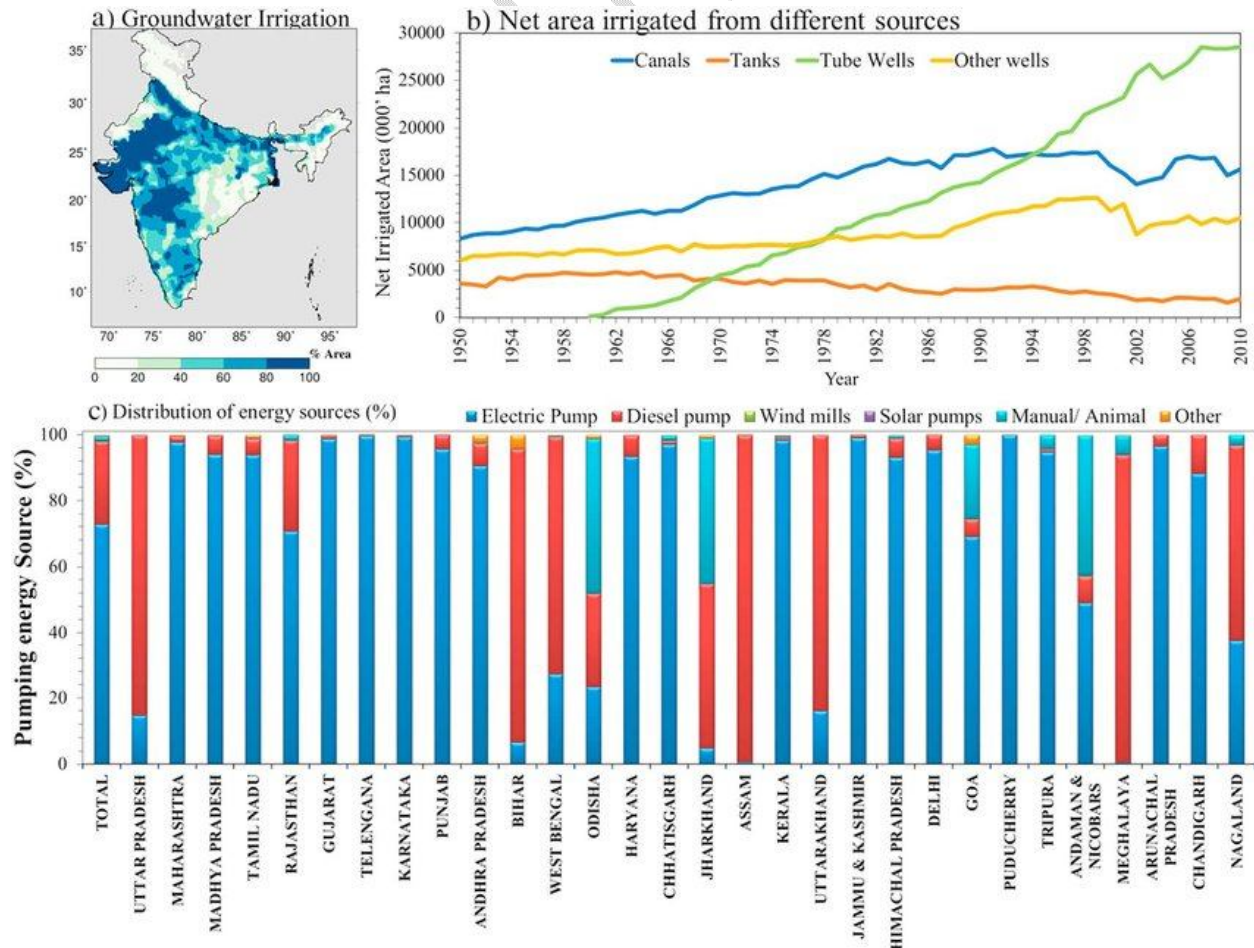 a) Groundwater Irrigation
35˚
30˚
25˚
20˚
15˚
10˚
70˚ 75˚ 80˚ 85˚ 90˚ 95˚
% Area
0 20 40 60 80 100
b) Net area irrigated from different sources
Canals Tanks Tube Wells Other wells
Net Irrigated Area (000’ ha)
30000
25000
20000
15000
10000
5000
0
1950 1954 1958 1962 1966 1970 1974 1978 1982 1986 1990 1994 1998 2002 2006 2010
Year
c) Distribution of energy sources (%)
Electric Pump Diesel pump Wind mills Solar pumps Manual/ Animal Other
Pumping energy Source (%)
100
80
60
40
20
0
TOTAL
UTTAR PRADESH
MAHARASHTRA
MADHYA PRADESH
TAMIL NADU
RAJASTHAN
GUJARAT
TELENGANA
KARNATAKA
PUNJAB
ANDHRA PRADESH
BIHAR
WEST BENGAL
ODISHA
HARYANA
CHHATISGARH
JHARKHAND
ASSAM
KERALA
UTTARAKHAND
JAMMU & KASHMIR
HIMACHAL PRADESH
DELHI
GOA
PUDUCHERRY
TRIPURA
ANDAMAN &
NICOBARS
MEGHALAYA
ARUNACHAL
PRADESH
CHANDIGARH
NAGALAND